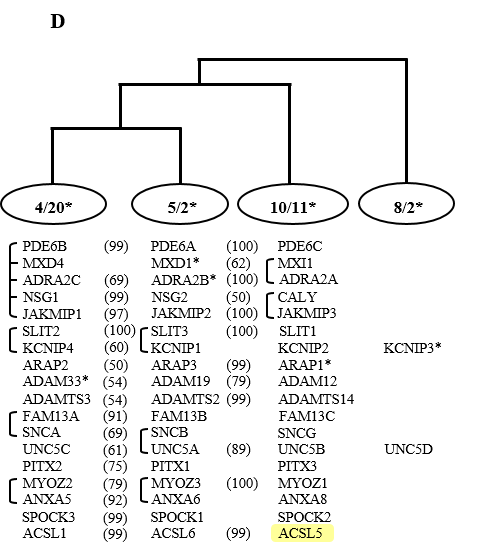 D
4/20* 5/2* 10/11* 8/2*
PDE6B (99) PDE6A (100) PDE6C
MXD4 MXD1* (62) MXI1
ADRA2C (69) ADRA2B* (100) ADRA2A
NSG1 (99) NSG2 (50) CALY
JAKMIP1 (97) JAKMIP2 (100) JAKMIP3
SLIT2 (100) SLIT3 (100) SLIT1
KCNIP4 (60) KCNIP1 KCNIP2 KCNIP3*
ARAP2 (50) ARAP3 (99) ARAP1*
ADAM33* (54) ADAM19 (79) ADAM12
ADAMTS3 (54) ADAMTS2 (99) ADAMTS14
FAM13A (91) FAM13B FAM13C
SNCA (69) SNCB SNCG
UNC5C (61) UNC5A (89) UNC5B UNC5D
PITX2 (75) PITX1 PITX3
MYOZ2 (79) MYOZ3 (100) MYOZ1
ANXA5 (92) ANXA6 ANXA8
SPOCK3 (99) SPOCK1 SPOCK2
ACSL1 (99) ACSL6 (99) ACSL5